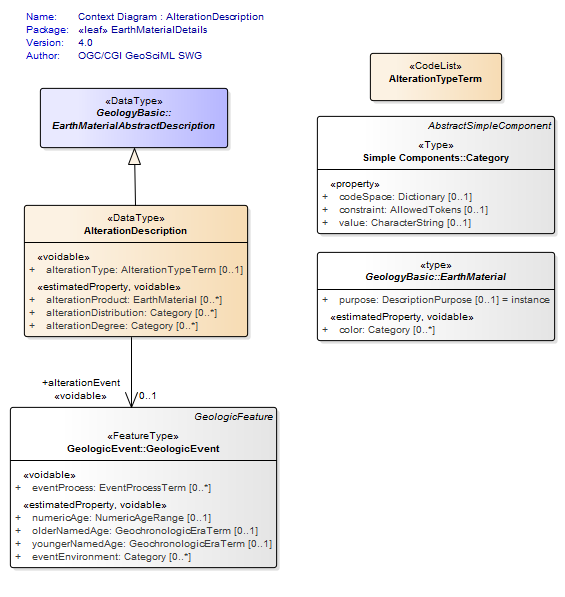 Name: Context Diagram : AlterationDescription
Package: «leaf» EarthMaterialDetails
Version: 4.0
Author: OGC/CGI GeoSciML SWG
«DataType»
GeologyBasic::
EarthMaterialAbstractDescription
«DataType»
AlterationDescription
«voidable»
+ alterationType: AlterationTypeTerm [0..1]
«estimatedProperty, voidable»
+ alterationProduct: EarthMaterial [0..*]
+ alterationDistribution: Category [0..*]
+ alterationDegree: Category [0..*]
+alterationEvent
«voidable» 0..1
GeologicFeature
«FeatureType»
GeologicEvent::GeologicEvent
«voidable»
+ eventProcess: EventProcessTerm [0..*]
«estimatedProperty, voidable»
+ numericAge: NumericAgeRange [0..1]
+ olderNamedAge: GeochronologicEraTerm [0..1]
+ youngerNamedAge: GeochronologicEraTerm [0..1]
+ eventEnvironment: Category [0..*]
«CodeList»
AlterationTypeTerm
AbstractSimpleComponent
«Type»
Simple Components::Category
«property»
+ codeSpace: Dictionary [0..1]
+ constraint: AllowedTokens [0..1]
+ value: CharacterString [0..1]
«type»
GeologyBasic::EarthMaterial
+ purpose: DescriptionPurpose [0..1] = instance
«estimatedProperty, voidable»
+ color: Category [0..*]